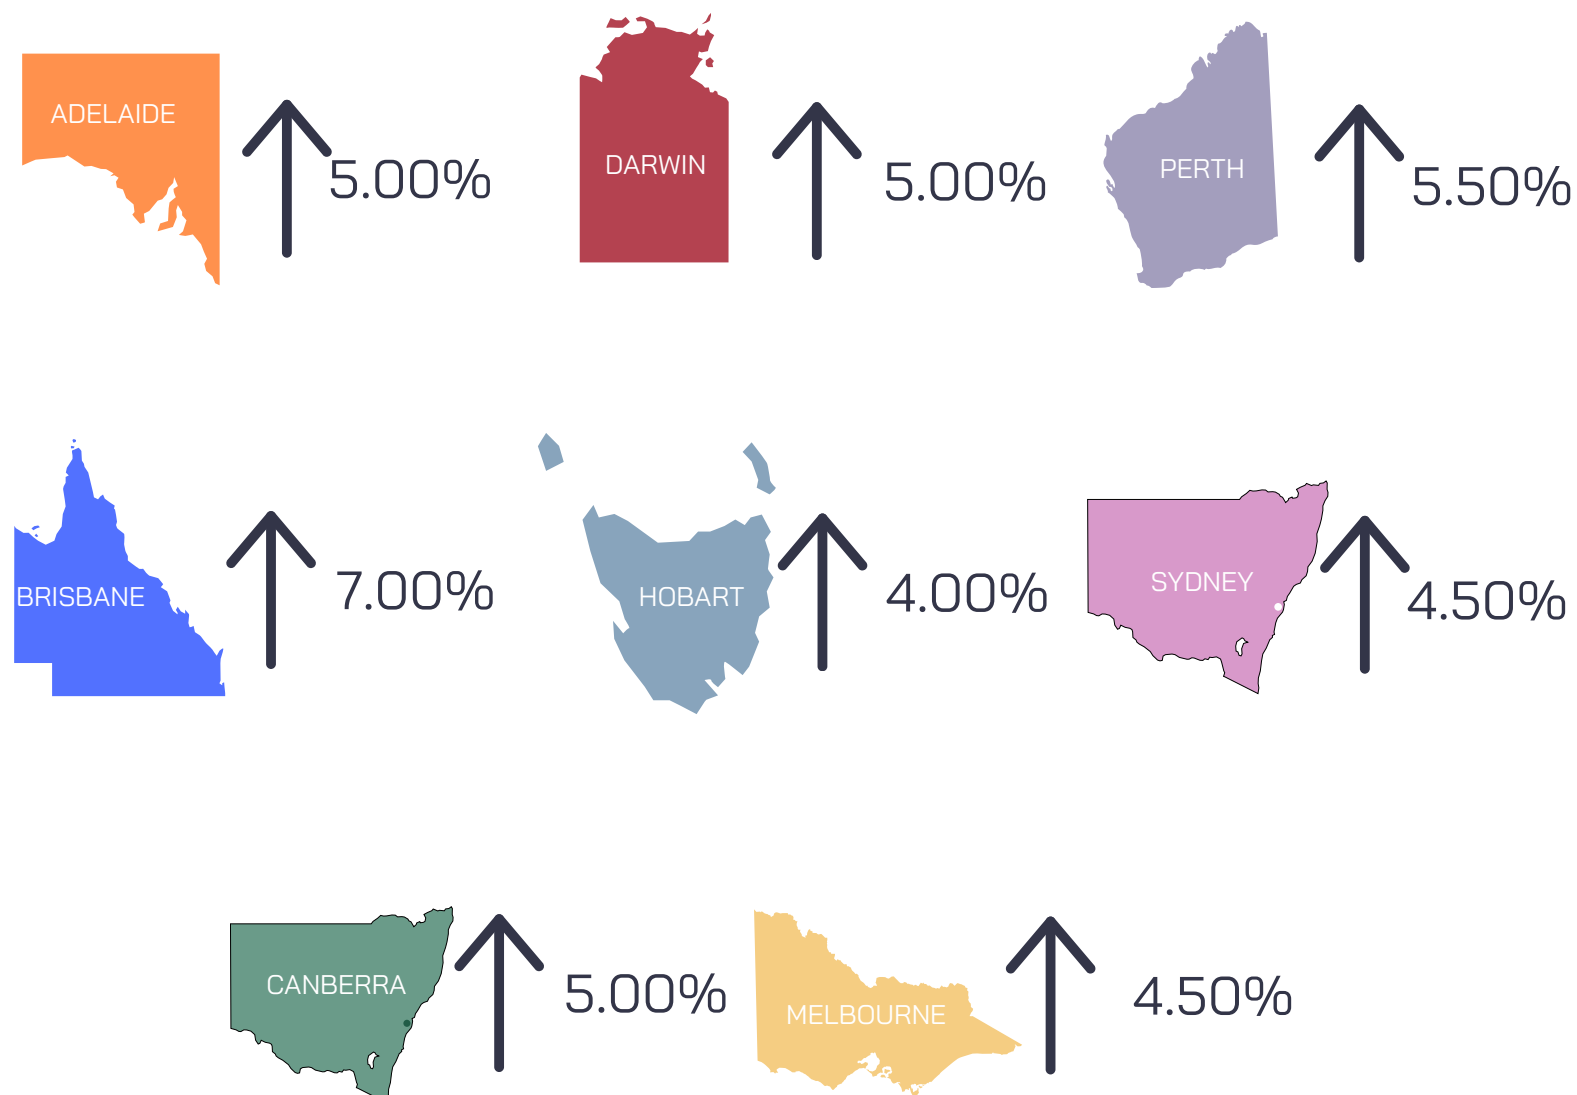 ADELAIDE
5.00%
DARWIN
5.00%
PERTH
5.50%
BRISBANE
7.00%
HOBART
4.00%
SYDNEY
4.50%
CANBERRA
5.00%
MELBOURNE
4.50%